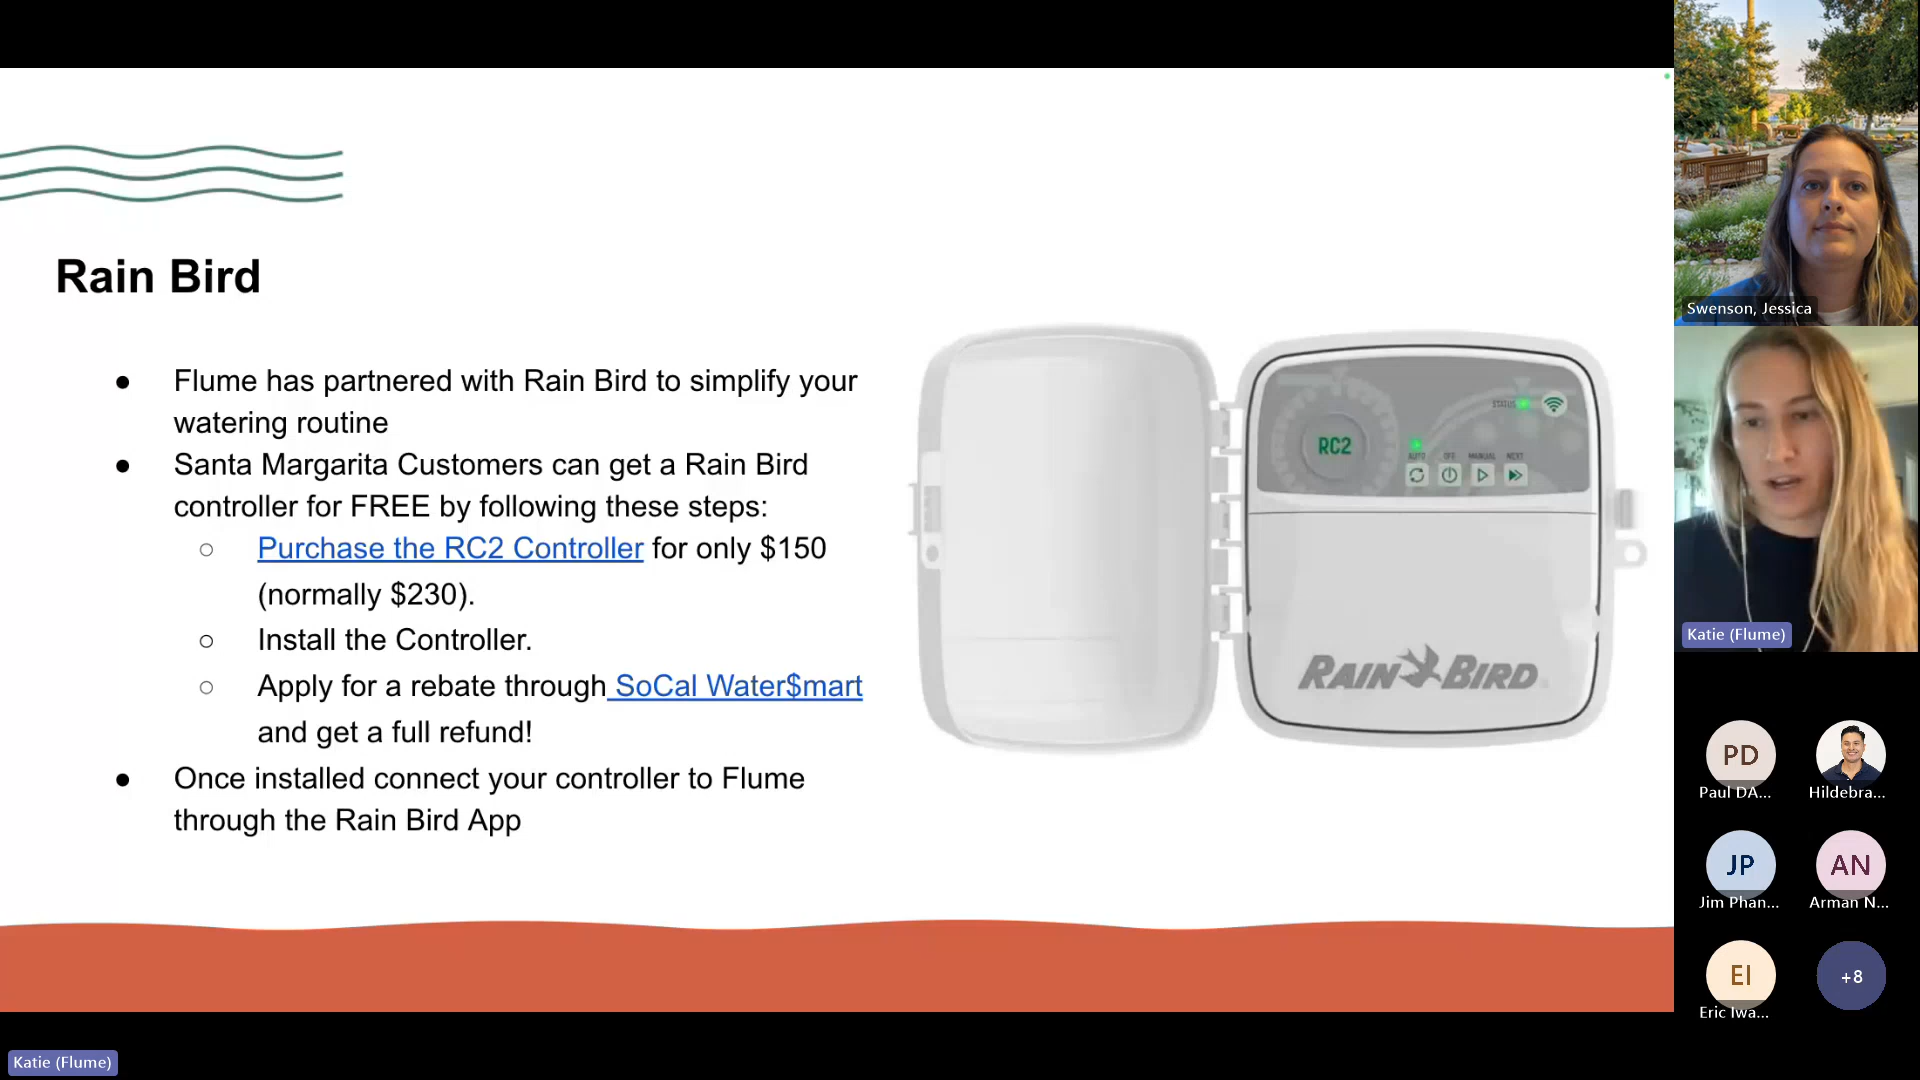 Rain Bird
● Flume has partnered with Rain Bird to simplify your
watering routine
● Santa Margarita Customers can get a Rain Bird
controller for FREE by following these steps:
○ Purchase the RC2 Controller for only $150
(normally $230).
○ Install the Controller.
○ Apply for a rebate through SoCal Water$mart
and get a full refund!
● Once installed connect your controller to Flume
through the Rain Bird App
STATUS
RC2
AUTO OFF MANUAL NEXT
RAIN BIRD
Swenson, Jessica
Katie (Flume)
PD
Paul DA...
Hildebra...
JP
Jim Phan...
AN
Arman N...
EI
Eric Iwa...
+8
Katie (Flume)